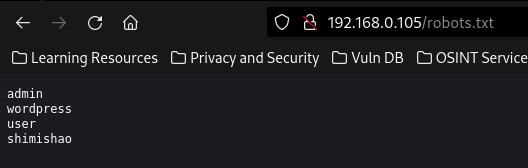 192.168.0.105/robots.txt
Learning Resources Privacy and Security Vuln DB OSINT Service
admin
wordpress
user
shimishao